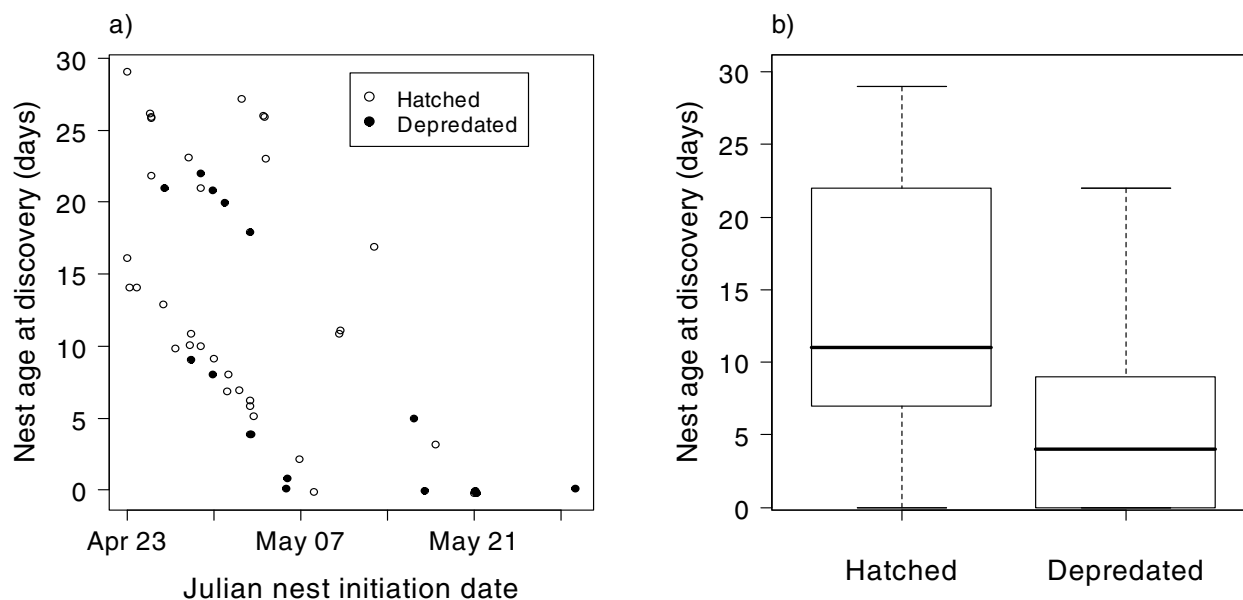 a)
Nest age at discovery (days)
30
25
20
15
10
5
0
Hatched
Depredated
Apr 23
May 07
May 21
Julian nest initiation date
b)
Nest age at discovery (days)
30
25
20
15
10
5
0
Hatched
Depredated